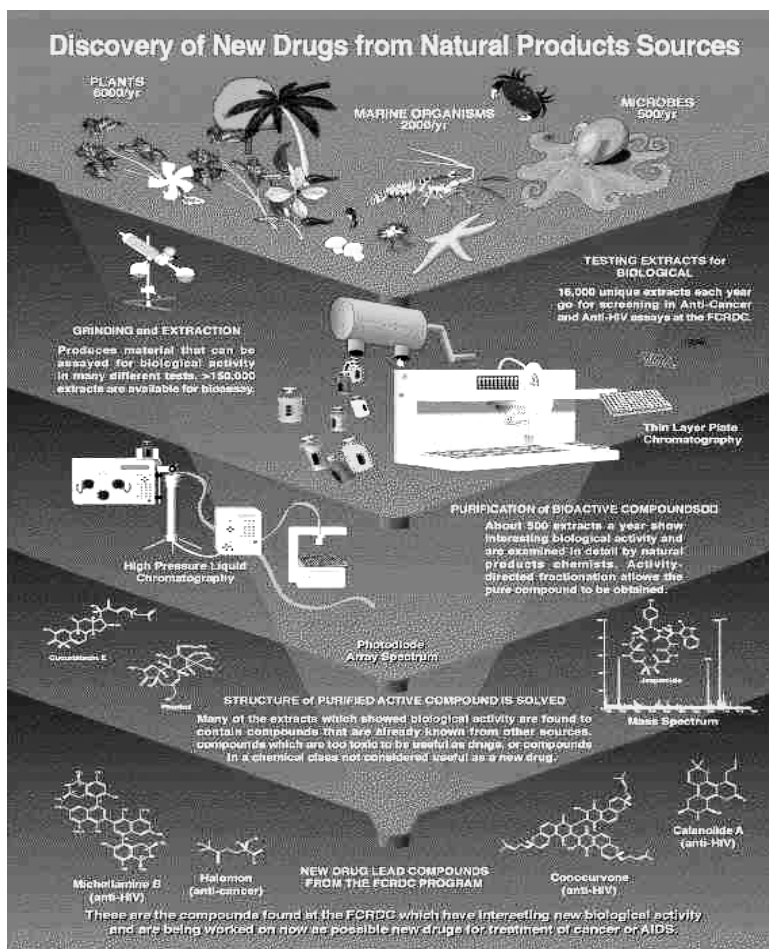 Discovery of New Drugs from Natural Products Sources
PLANTS
6000/yr
MARINE ORGANISMS
2000/yr
MICROBES
500/yr
TESTING EXTRACTS for
BIOLOGICAL
16,000 unique extracts each year
go for screening in Anti-Cancer
and Anti-HIV assays at the FCRDC.
GRINDING and EXTRACTION
Produces material that can be
assayed for biological activity
in many different tests. >150,000
extracts are available for bioassay.
Thin Layer Plate
Chromatography
High Pressure Liquid
Chromatography
PURIFICATION of BIOACTIVE COMPOUNDS▯▯
About 500 extracts a year show
interesting biological activity and
are examined in detail by natural
products chemists. Activity-
directed fractionation allows the
pure compound to be obtained.
Photodiode
Array Spectrum
Mass Spectrum
STRUCTURE of PURIFIED ACTIVE COMPOUND IS SOLVED
Many of the extracts which showed biological activity are found to
contain compounds that are already known from other sources,
compounds which are too toxic to be useful as drugs, or compounds
in a chemical class not considered useful as a new drug.
Michellamine B
(anti-HIV)
Halomon
(anti-cancer)
NEW DRUG LEAD COMPOUNDS
FROM THE FCRDC PROGRAM
Conocurvone
(anti-HIV)
Calanolide A
(anti-HIV)
These are the compounds found at the FCRDC which have interesting new biological activity
and are being worked on now as possible new drugs for treatment of cancer or AIDS.